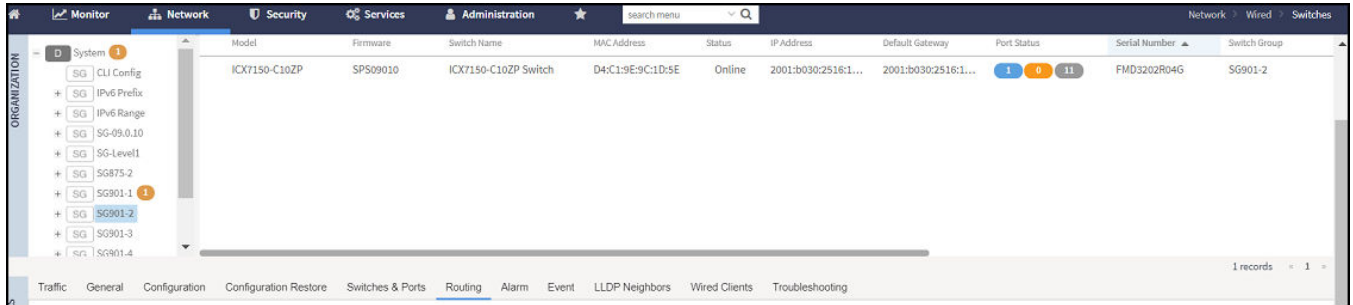 Monitor Network Security Services Administration search menu Network > Wired > Switches
ORGANIZATION
D System 1
SG CLI Config
+ SG IPv6 Prefix
+ SG IPv6 Range
+ SG SG-09.0.10
+ SG SG-Level1
+ SG SG875-2
+ SG SG901-1 1
+ SG SG901-2
+ SG SG901-3
+ SG SG901-4
Model Firmware Switch Name MAC Address Status IP Address Default Gateway Port Status Serial Number Switch Group
ICX7150-C10ZP SPS09010 ICX7150-C10ZP Switch D4:C1:9E:9C:1D:5E Online 2001:b030:2516:1... 2001:b030:2516:1... 1 0 11 FMD3202R04G SG901-2
1 records « 1 »
Traffic General Configuration Configuration Restore Switches & Ports Routing Alarm Event LLDP Neighbors Wired Clients Troubleshooting